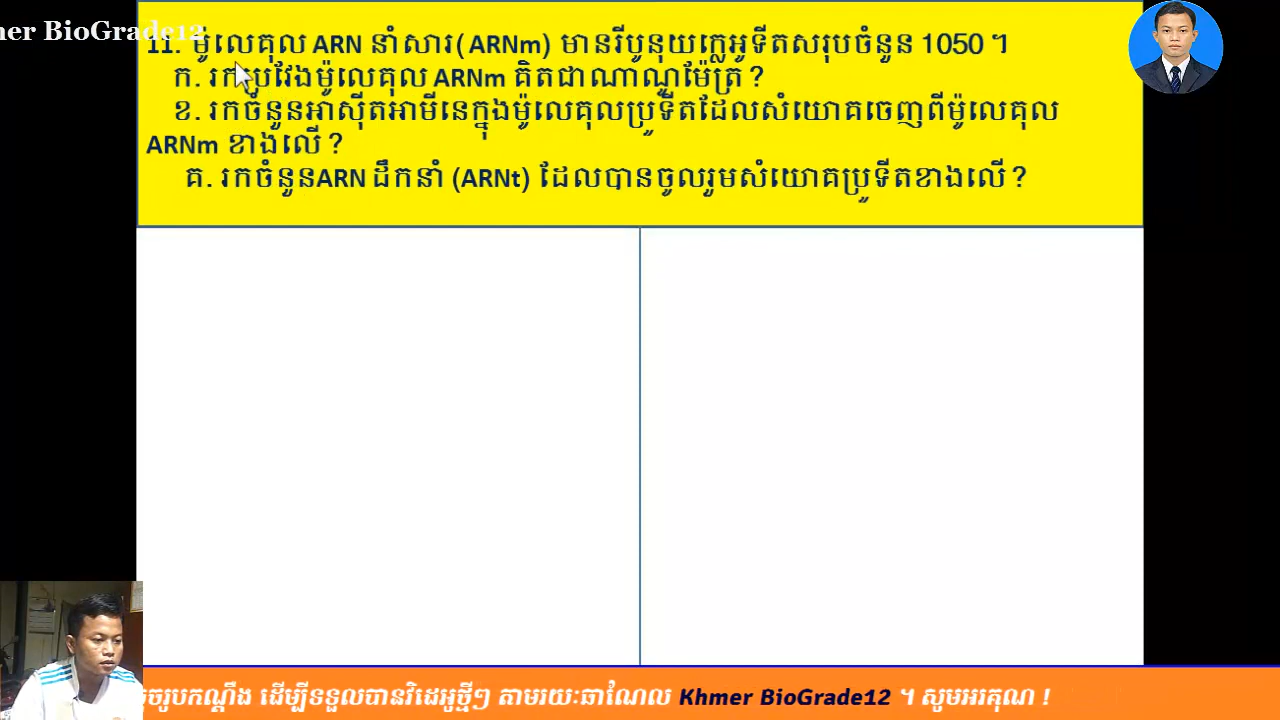 mer BioGrade12
11. ម៉ូលេគុល ARN នាំសារ( ARNm) មានរីបូនុយក្លេអូទីតសរុបចំនួន 1050 ។
ក. រកប្រវែងម៉ូលេគុល ARNm គិតជាណាណូម៉ែត្រ ?
ខ. រកចំនួនអាស៊ីតអាមីនេក្នុងម៉ូលេគុលប្រូទីតដែលសំយោគចេញពីម៉ូលេគុល
ARNm ខាងលើ ?
គ. រកចំនួនARN ដឹកនាំ (ARNt) ដែលបានចូលរួមសំយោគប្រូទីតខាងលើ ?
ចរូបកណ្ដឹង ដើម្បីទទួលបានវិដេអូថ្មីៗ តាមរយៈឆាណែល Khmer BioGrade12 ។ សូមអរគុណ !